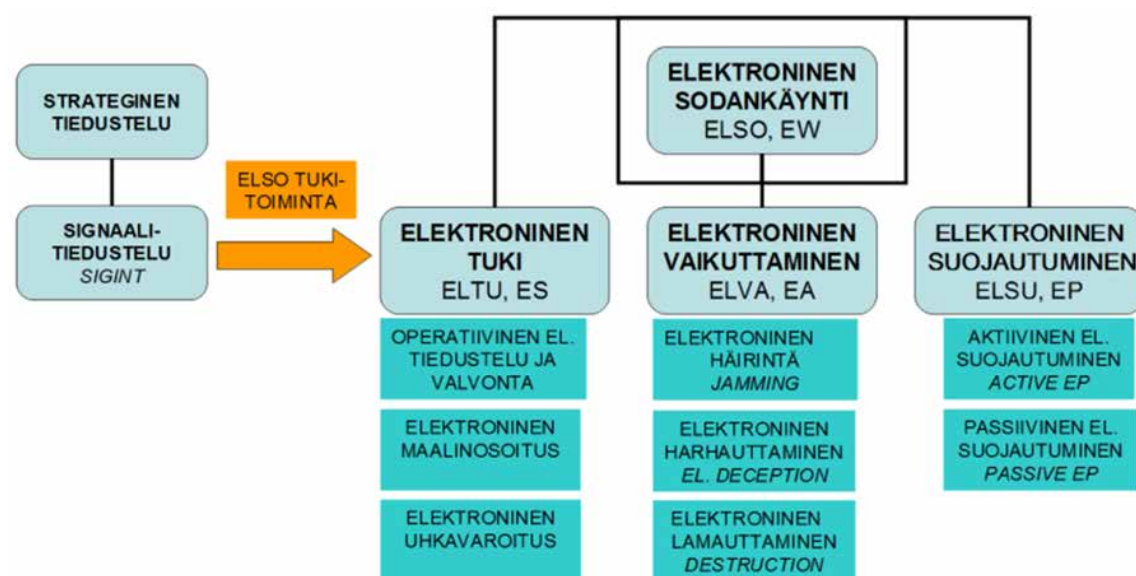 STRATEGINEN
TIEDUSTELU
SIGNAALI-
TIEDUSTELU
SIGINT
ELSO TUKI-
TOIMINTA
ELEKTRONINEN
SODANKÄYNTI
ELSO, EW
ELEKTRONINEN
TUKI
ELTU, ES
OPERATIIVINEN EL.
TIEDUSTELU JA
VALVONTA
ELEKTRONINEN
MAALINOSOITUS
ELEKTRONINEN
UHKAVAROITUS
ELEKTRONINEN
VAIKUTTAMINEN
ELVA, EA
ELEKTRONINEN
HÄIRINTÄ
JAMMING
ELEKTRONINEN
HARHAUTTAMINEN
EL. DECEPTION
ELEKTRONINEN
LAMAUTTAMINEN
DESTRUCTION
ELEKTRONINEN
SUOJAUTUMINEN
ELSU, EP
AKTIIVINEN EL.
SUOJAUTUMINEN
ACTIVE EP
PASSIIVINEN EL.
SUOJAUTUMINEN
PASSIVE EP